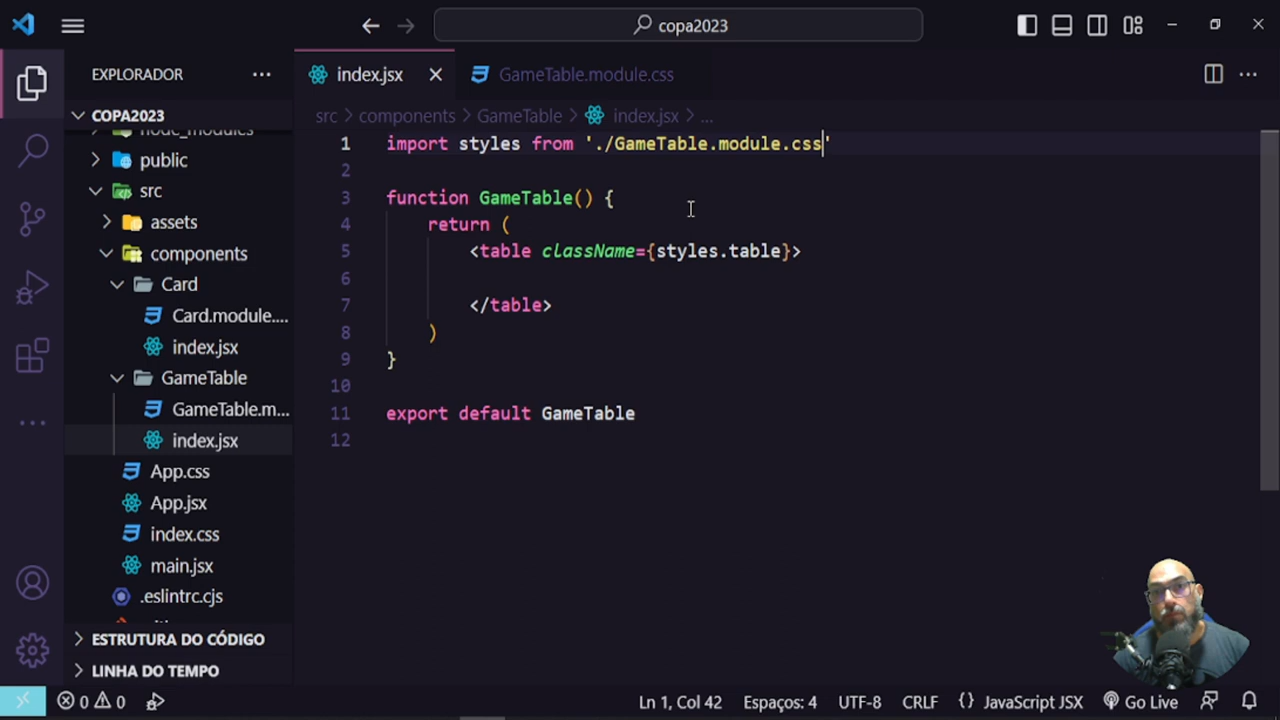 copa2023
EXPLORADOR
index.jsx
GameTable.module.css
COPA2023
src > components > GameTable > index.jsx > ...
node_modules
public
src
assets
components
Card
Card.module....
index.jsx
GameTable
GameTable.m...
index.jsx
App.css
App.jsx
index.css
main.jsx
.eslintrc.cjs
ESTRUTURA DO CÓDIGO
LINHA DO TEMPO
1 import styles from './GameTable.module.css'
2
3 function GameTable() {
4 return (
5 <table className={styles.table}>
6
7 </table>
8 )
9 }
10
11 export default GameTable
12
0 0
Ln 1, Col 42
Espaços: 4
UTF-8
CRLF
{} JavaScript JSX
Go Live